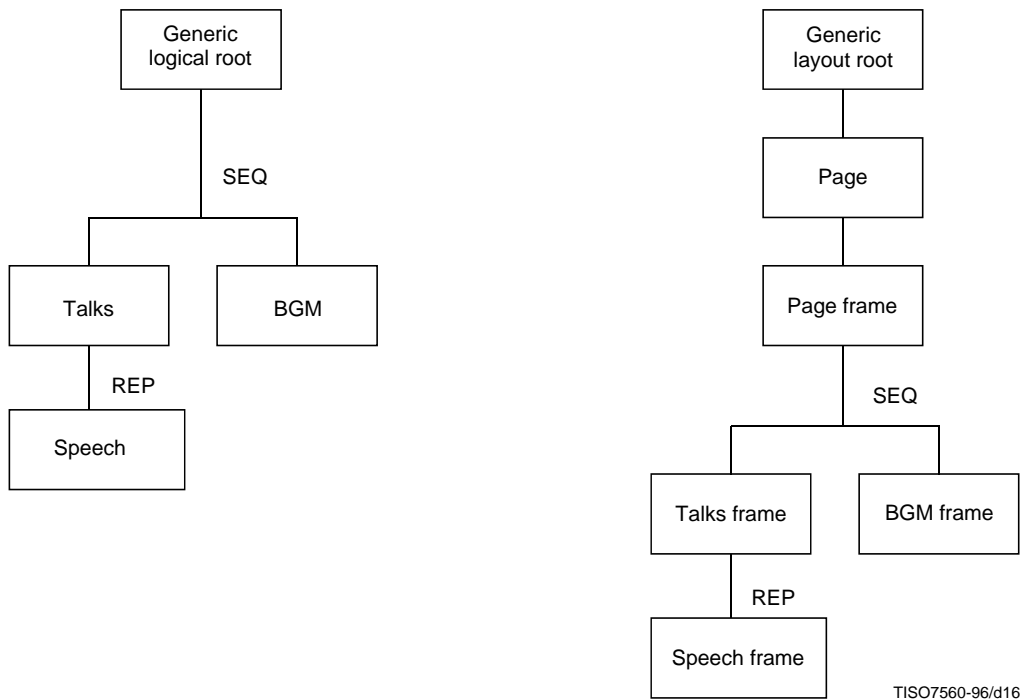 Generic
logical root
SEQ
Talks
BGM
REP
Speech
Generic
layout root
Page
Page frame
SEQ
Talks frame
BGM frame
REP
Speech frame
TISO7560-96/d16